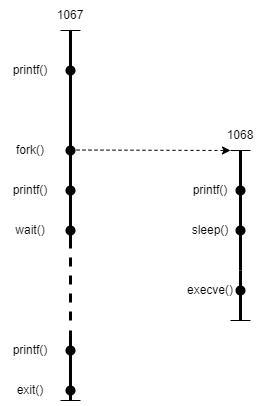 1067
printf()
fork()
1068
printf()
printf()
wait()
sleep()
execve()
printf()
exit()